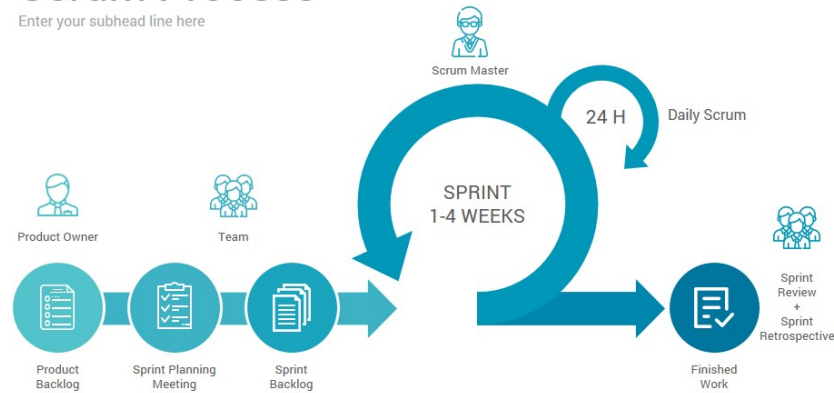 Enter your subhead line here
Scrum Master
24 H
Daily Scrum
SPRINT
1-4 WEEKS
Product Owner
Team
Sprint
Review
+
Sprint
Retrospective
Product
Backlog
Sprint Planning
Meeting
Sprint
Backlog
Finished
Work